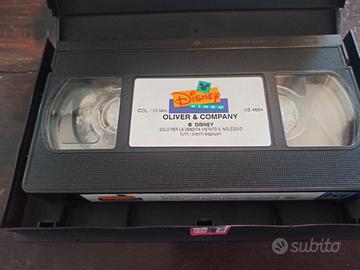 Disney
VIDEO
COL. /70 Min.
VS 4664
OLIVER & COMPANY
© DISNEY
SOLO PER LA VENDITA VIETATO IL NOLEGGIO
TUTTI I DIRITTI RISERVATI
subito